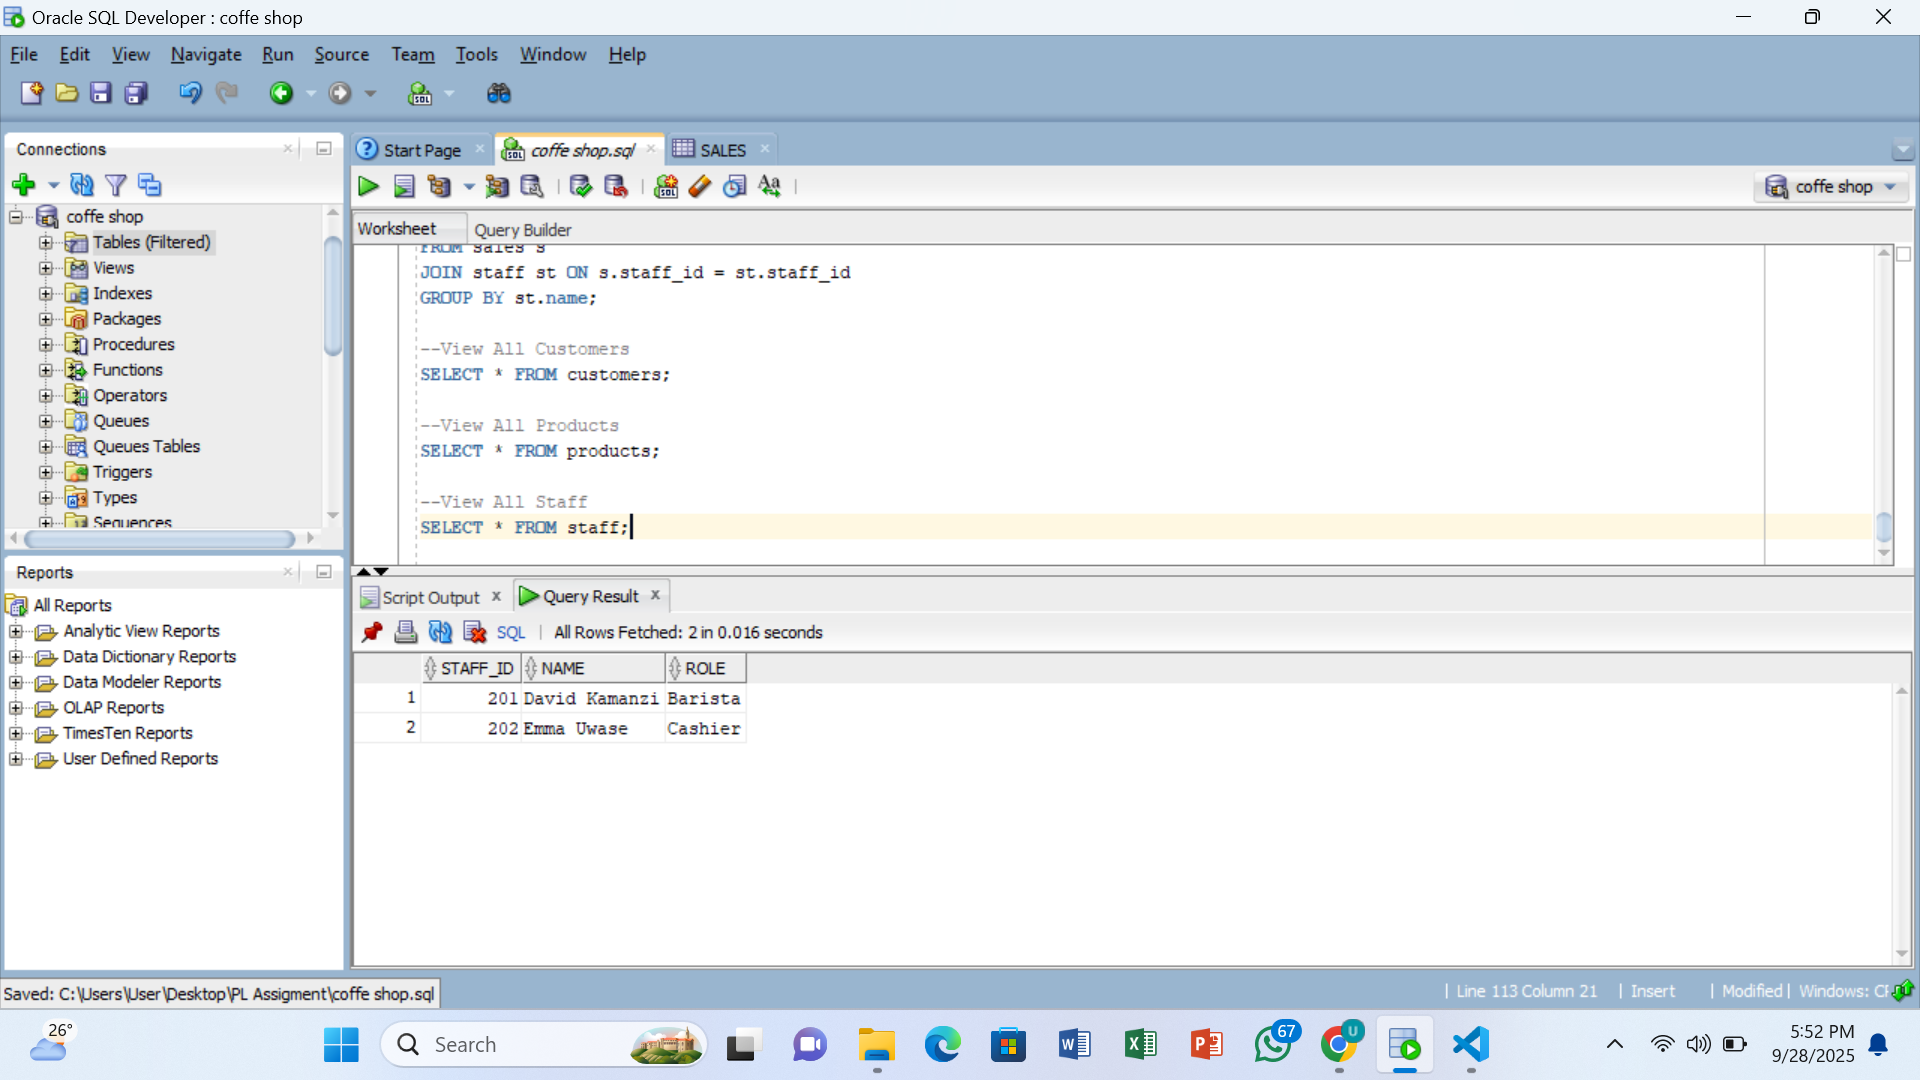 Oracle SQL Developer : coffe shop
File Edit View Navigate Run Source Team Tools Window Help
Connections
Start Page
coffe shop.sql
SALES
coffe shop
Worksheet
Query Builder
coffe shop
Tables (Filtered)
Views
Indexes
Packages
Procedures
Functions
Operators
Queues
Queues Tables
Triggers
Types
Sequences
FROM sales s
JOIN staff st ON s.staff_id = st.staff_id
GROUP BY st.name;
--View All Customers
SELECT * FROM customers;
--View All Products
SELECT * FROM products;
--View All Staff
SELECT * FROM staff;
Reports
All Reports
Analytic View Reports
Data Dictionary Reports
Data Modeler Reports
OLAP Reports
TimesTen Reports
User Defined Reports
Script Output
Query Result
SQL
All Rows Fetched: 2 in 0.016 seconds
STAFF_ID NAME ROLE
1 201 David Kamanzi Barista
2 202 Emma Uwase Cashier
Saved: C:\Users\User\Desktop\PL Assigment\coffe shop.sql
Line 113 Column 21
Insert
Modified
Windows:
26°
Search
67
U
5:52 PM
9/28/2025